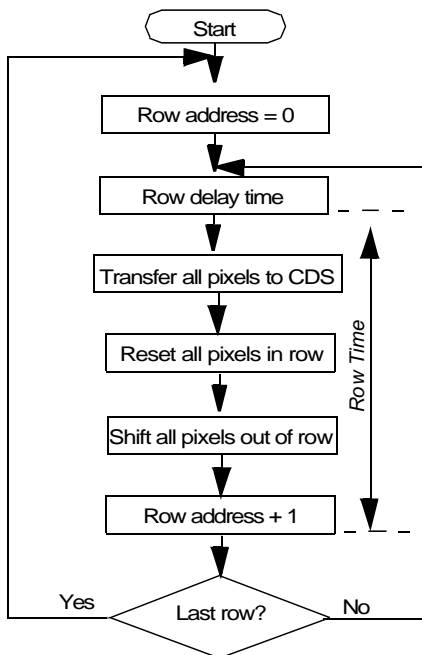 Start
Row address = 0
Row delay time
Transfer all pixels to CDS
Reset all pixels in row
Shift all pixels out of row
Row address + 1
Row Time
Last row?
Yes
No